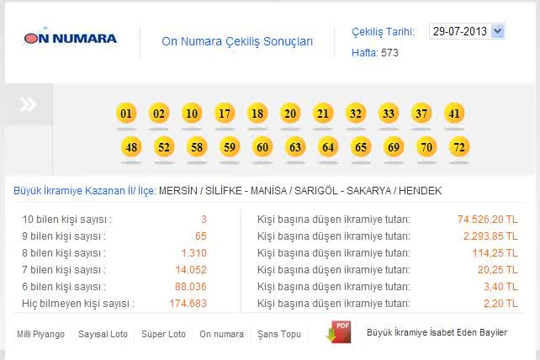 ON NUMARA
On Numara Çekiliş Sonuçları
Çekiliş Tarihi: 29-07-2013
Hafta: 573
01 02 10 17 18 20 21 32 33 37 41
48 52 58 59 60 63 64 65 69 70 72
Büyük İkramiye Kazanan İl/ İlçe: MERSİN / SİLİFKE - MANİSA / SARIGÖL - SAKARYA / HENDEK
10 bilen kişi sayısı : 3 Kişi başına düşen ikramiye tutarı: 74.526,20 TL
9 bilen kişi sayısı : 65 Kişi başına düşen ikramiye tutarı: 2.293,85 TL
8 bilen kişi sayısı : 1.310 Kişi başına düşen ikramiye tutarı: 114,25 TL
7 bilen kişi sayısı : 14.052 Kişi başına düşen ikramiye tutarı: 20,25 TL
6 bilen kişi sayısı : 88.036 Kişi başına düşen ikramiye tutarı: 3,40 TL
Hiç bilmeyen kişi sayısı : 174.683 Kişi başına düşen ikramiye tutarı: 2,20 TL
Milli Piyango Sayısal Loto Süper Loto On numara Şans Topu PDF Büyük İkramiye İsabet Eden Bayiler